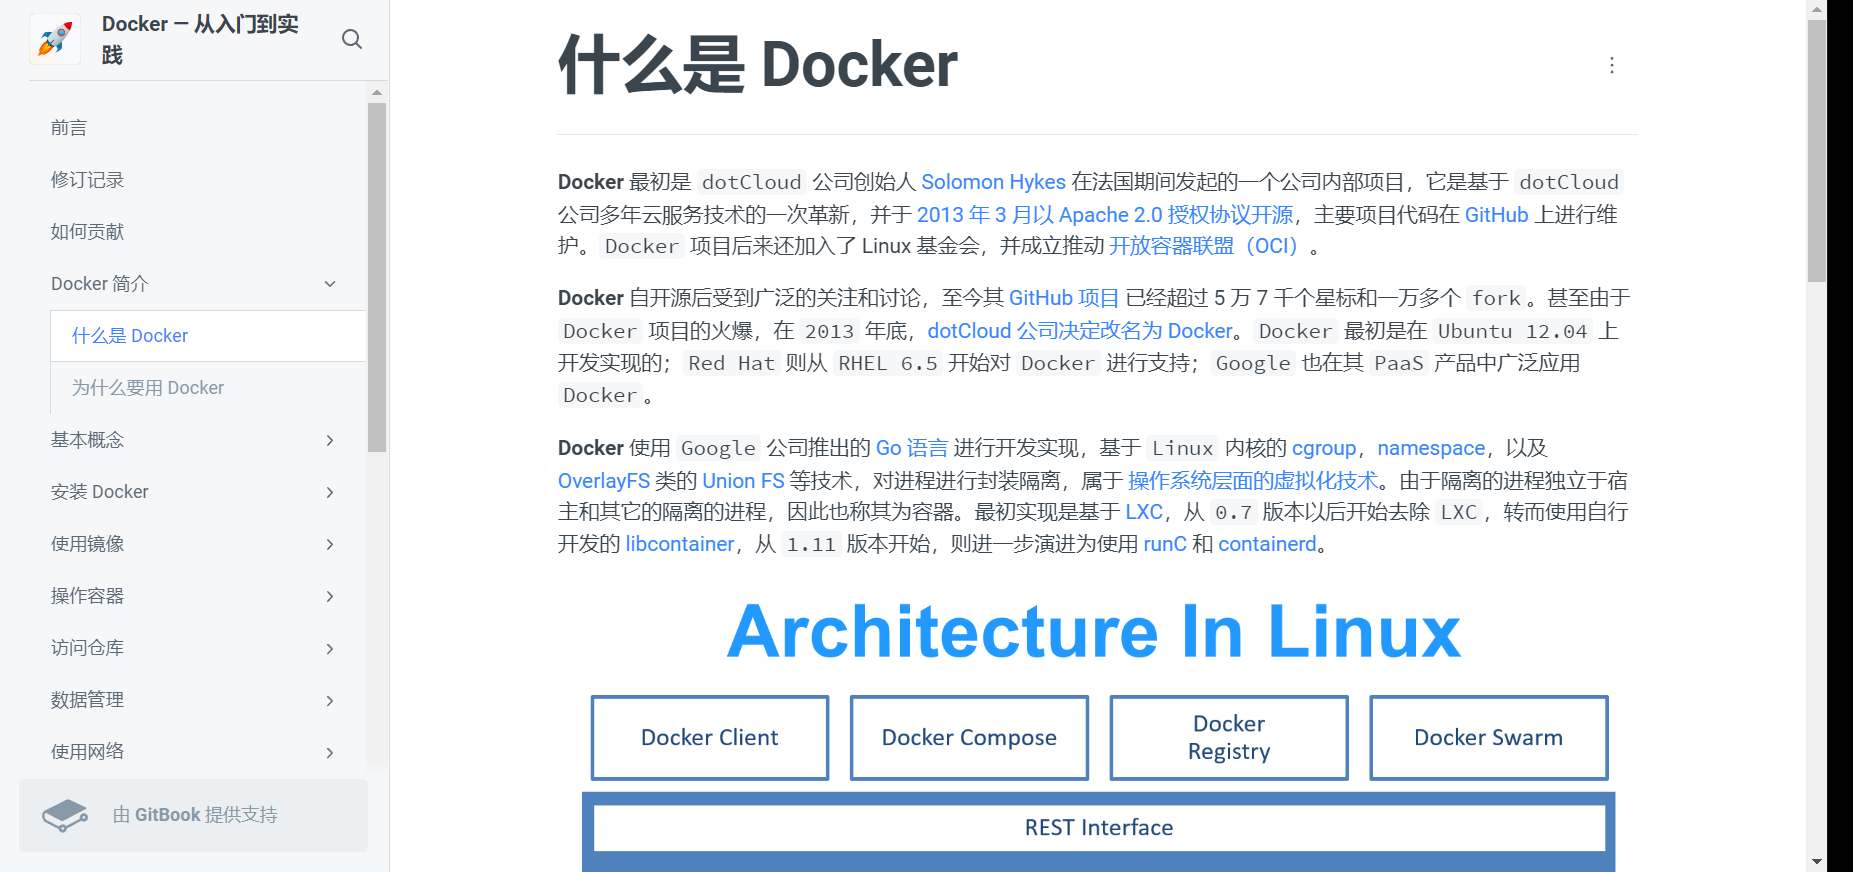 Docker — 从入门到实
践
前言
修订记录
如何贡献
Docker 简介
什么是 Docker
为什么要用 Docker
基本概念
安装 Docker
使用镜像
操作容器
访问仓库
数据管理
使用网络
由 GitBook 提供支持
什么是 Docker
Docker 最初是 dotCloud 公司创始人 Solomon Hykes 在法国期间发起的一个公司内部项目，它是基于 dotCloud
公司多年云服务技术的一次革新，并于 2013 年 3 月以 Apache 2.0 授权协议开源，主要项目代码在 GitHub 上进行维
护。Docker 项目后来还加入了 Linux 基金会，并成立推动 开放容器联盟（OCI）。
Docker 自开源后受到广泛的关注和讨论，至今其 GitHub 项目 已经超过 5 万 7 千个星标和一万多个 fork。甚至由于
Docker 项目的火爆，在 2013 年底，dotCloud 公司决定改名为 Docker。Docker 最初是在 Ubuntu 12.04 上
开发实现的；Red Hat 则从 RHEL 6.5 开始对 Docker 进行支持；Google 也在其 PaaS 产品中广泛应用
Docker。
Docker 使用 Google 公司推出的 Go 语言 进行开发实现，基于 Linux 内核的 cgroup，namespace，以及
OverlayFS 类的 Union FS 等技术，对进程进行封装隔离，属于 操作系统层面的虚拟化技术。由于隔离的进程独立于宿
主和其它的隔离的进程，因此也称其为容器。最初实现是基于 LXC，从 0.7 版本以后开始去除 LXC，转而使用自行
开发的 libcontainer，从 1.11 版本开始，则进一步演进为使用 runC 和 containerd。
Architecture In Linux
Docker Client
Docker Compose
Docker
Registry
Docker Swarm
REST Interface